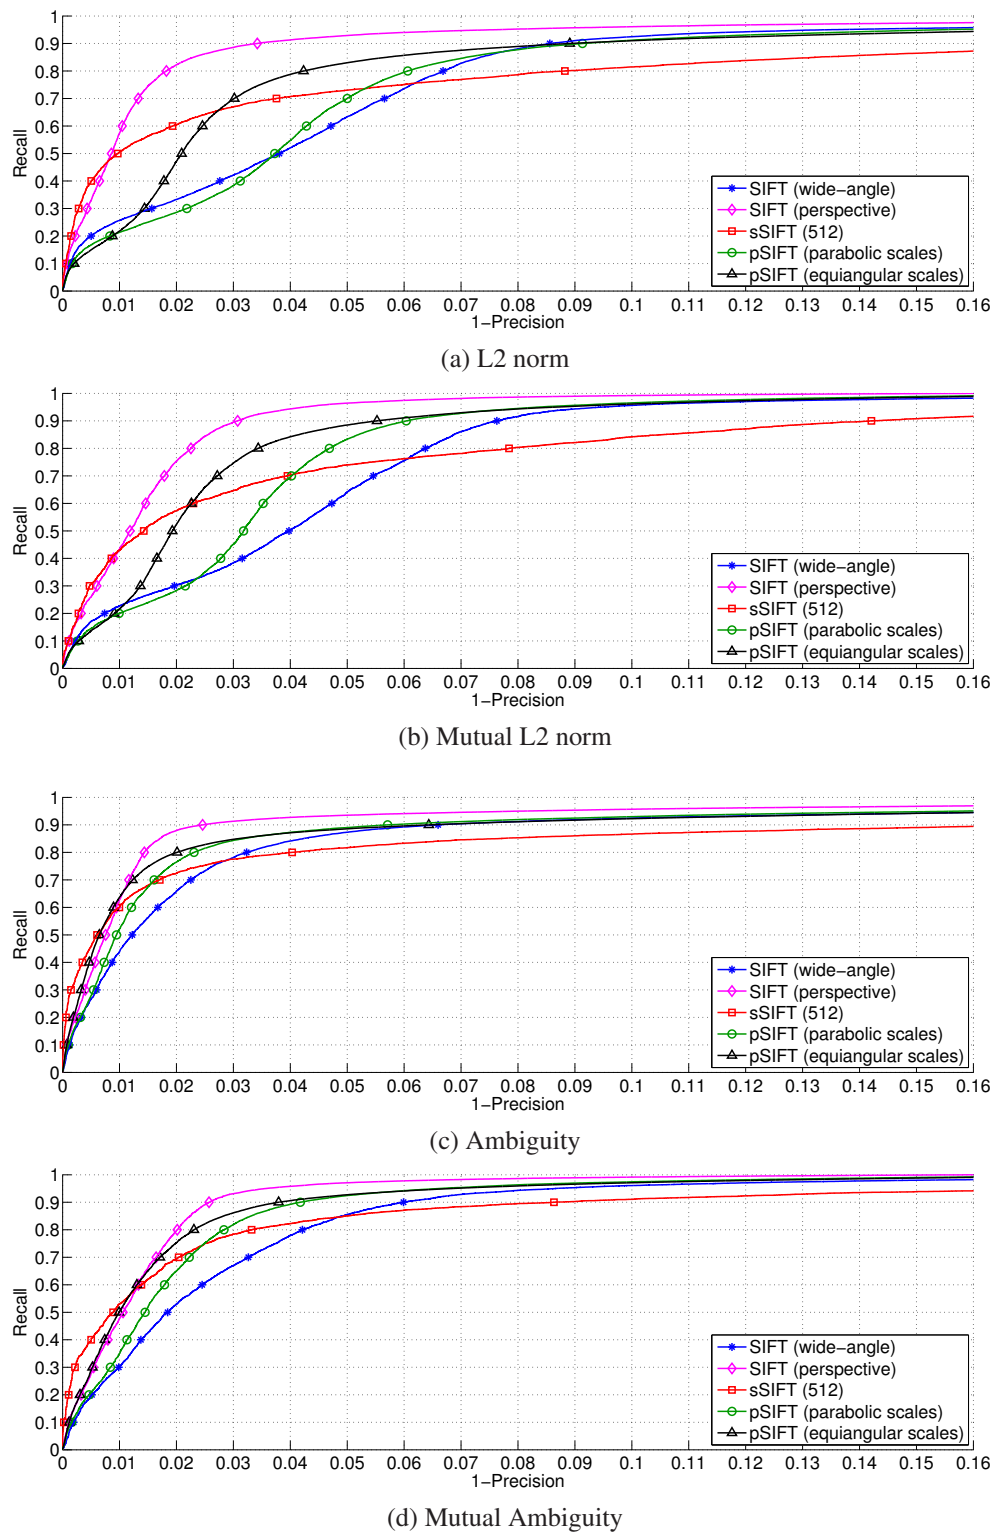 1
0.9
0.8
0.7
0.6
0.5
0.4
0.3
0.2
0.1
0
Recall
SIFT (wide−angle)
SIFT (perspective)
sSIFT (512)
pSIFT (parabolic scales)
pSIFT (equiangular scales)
0 0.01 0.02 0.03 0.04 0.05 0.06 0.07 0.08 0.09 0.1 0.11 0.12 0.13 0.14 0.15 0.16
1−Precision
(a) L2 norm
1
0.9
0.8
0.7
0.6
0.5
0.4
0.3
0.2
0.1
0
Recall
SIFT (wide−angle)
SIFT (perspective)
sSIFT (512)
pSIFT (parabolic scales)
pSIFT (equiangular scales)
0 0.01 0.02 0.03 0.04 0.05 0.06 0.07 0.08 0.09 0.1 0.11 0.12 0.13 0.14 0.15 0.16
1−Precision
(b) Mutual L2 norm
1
0.9
0.8
0.7
0.6
0.5
0.4
0.3
0.2
0.1
0
Recall
SIFT (wide−angle)
SIFT (perspective)
sSIFT (512)
pSIFT (parabolic scales)
pSIFT (equiangular scales)
0 0.01 0.02 0.03 0.04 0.05 0.06 0.07 0.08 0.09 0.1 0.11 0.12 0.13 0.14 0.15 0.16
1−Precision
(c) Ambiguity
1
0.9
0.8
0.7
0.6
0.5
0.4
0.3
0.2
0.1
0
Recall
SIFT (wide−angle)
SIFT (perspective)
sSIFT (512)
pSIFT (parabolic scales)
pSIFT (equiangular scales)
0 0.01 0.02 0.03 0.04 0.05 0.06 0.07 0.08 0.09 0.1 0.11 0.12 0.13 0.14 0.15 0.16
1−Precision
(d) Mutual Ambiguity